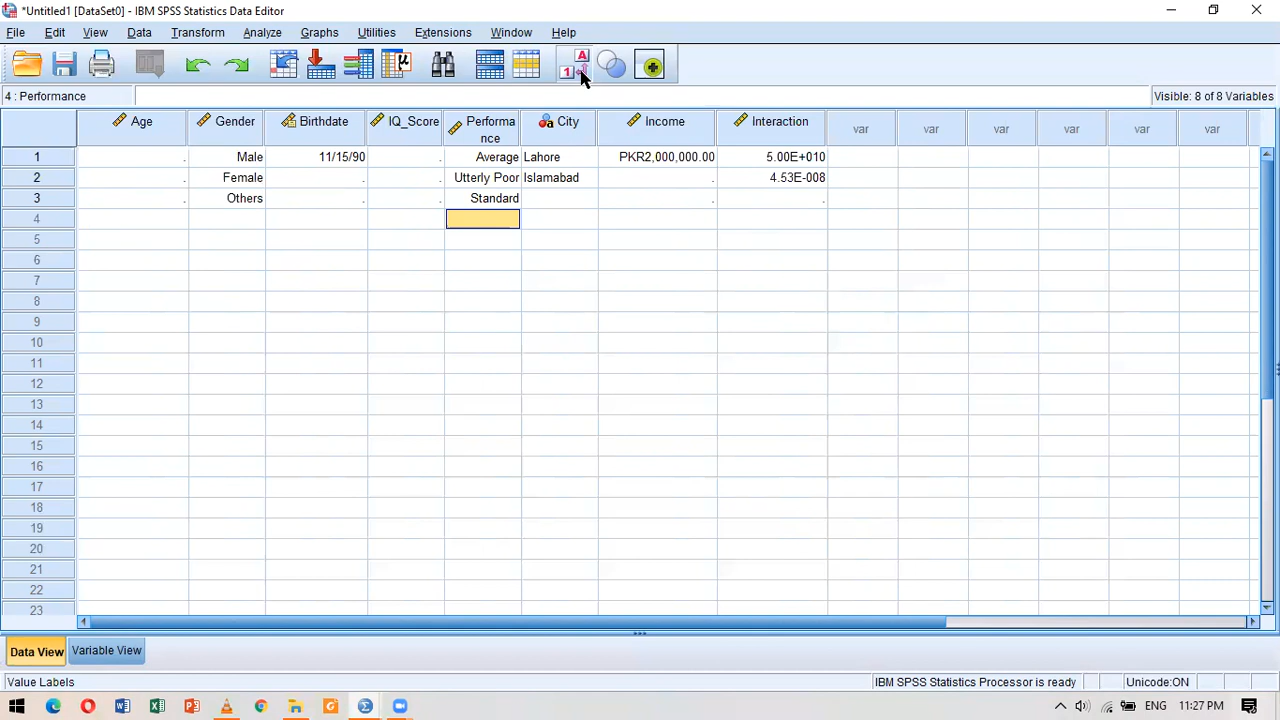 *Untitled1 [DataSet0] - IBM SPSS Statistics Data Editor
File Edit View Data Transform Analyze Graphs Utilities Extensions Window Help
A
1
μ
4 : Performance
Visible: 8 of 8 Variables
Age Gender Birthdate IQ_Score Performa City Income Interaction var var var var var var
nce
1 . Male 11/15/90 . Average Lahore PKR2,000,000.00 5.00E+010
2 . Female . . Utterly Poor Islamabad . 4.53E-008
3 . Others . . Standard . .
4
5
6
7
8
9
10
11
12
13
14
15
16
17
18
19
20
21
22
23
Data View Variable View
Value Labels IBM SPSS Statistics Processor is ready Unicode:ON
ENG 11:27 PM